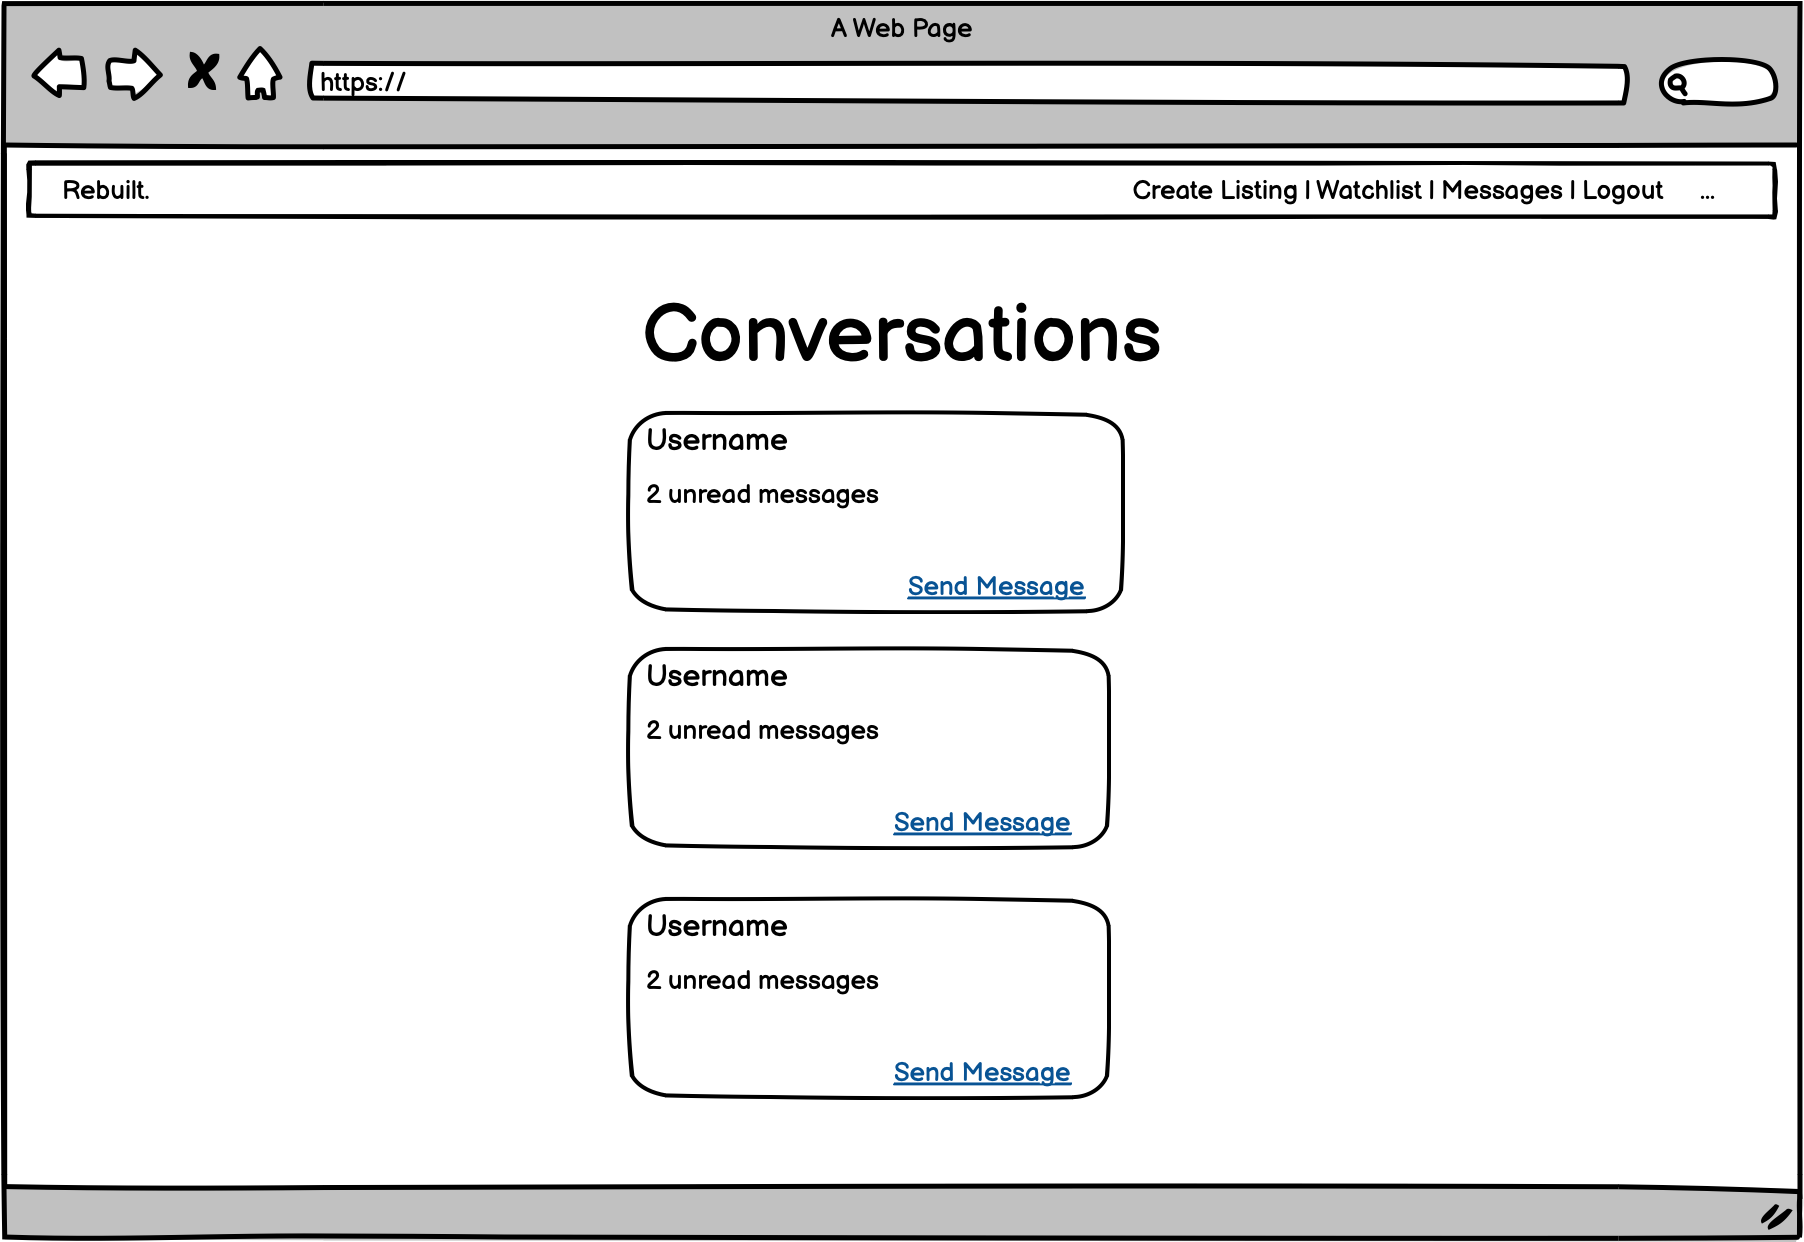 A Web Page
https://
Rebuilt.
Create Listing | Watchlist | Messages | Logout ...
Conversations
Username
2 unread messages
Send Message
Username
2 unread messages
Send Message
Username
2 unread messages
Send Message